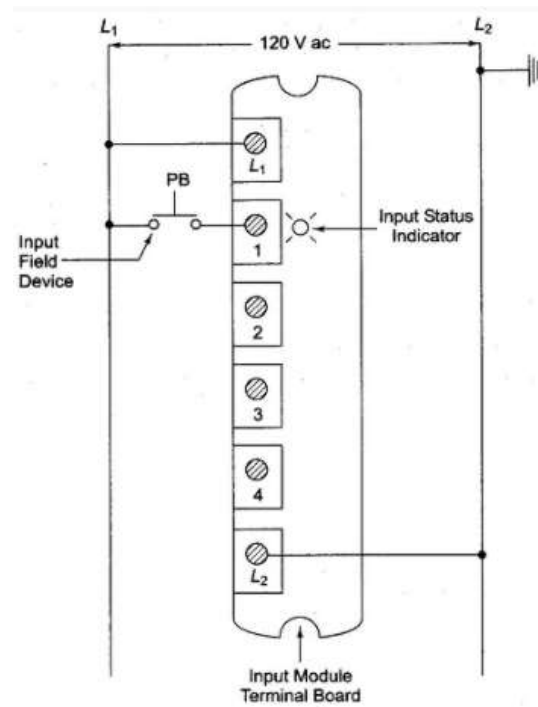 L1
120 V ac
L2
L1
PB
1
Input Status
Indicator
Input
Field
Device
2
3
4
L2
Input Module
Terminal Board